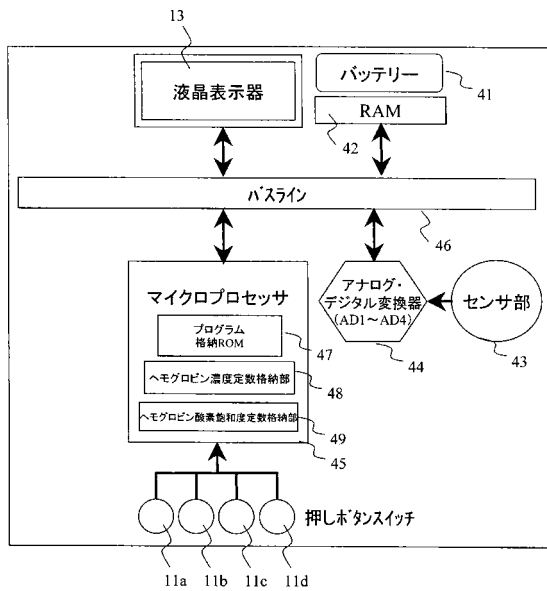 13
液晶表示器
バッテリー
41
RAM
42
バスライン
46
マイクロプロセッサ
プログラム
格納ROM
47
ヘモグロビン濃度定数格納部
48
ヘモグロビン酸素飽和度定数格納部
49
45
アナログ・
デジタル変換器
(AD1～AD4)
44
センサ部
43
押しボタンスイッチ
11a
11b
11c
11d